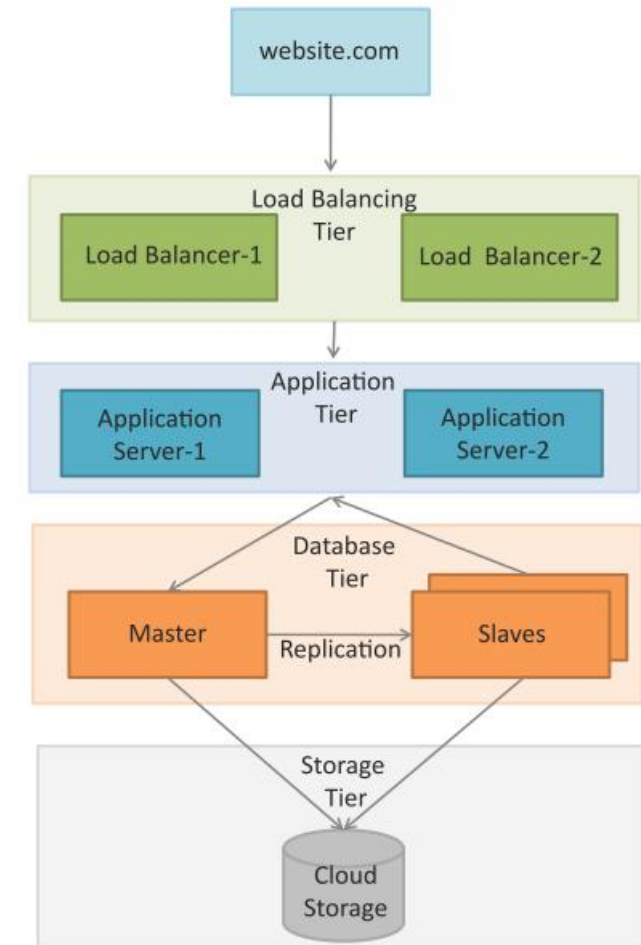 website.com
Load Balancing
Tier
Load Balancer-1
Load Balancer-2
Application
Tier
Application
Server-1
Application
Server-2
Database
Tier
Master
Replication
Slaves
Storage
Tier
Cloud
Storage